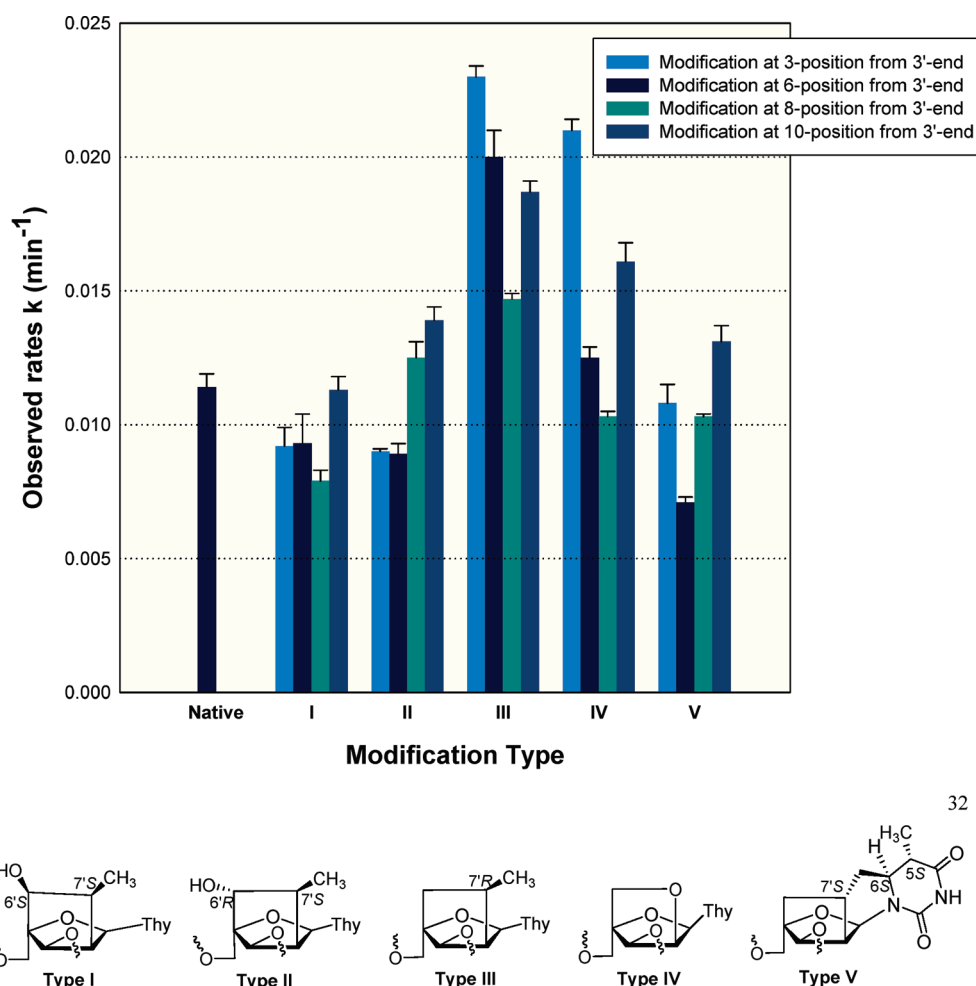 0.025
0.020
0.015
0.010
0.005
0.000
Observed rates k (min⁻¹)
Modification at 3-position from 3'-end
Modification at 6-position from 3'-end
Modification at 8-position from 3'-end
Modification at 10-position from 3'-end
Native I II III IV V
Modification Type
32
HO 6'S 7'S CH₃ O O Thy O
Type I
HO 6'R CH₃ 7'S O O Thy O
Type II
7'R CH₃ O O Thy O
Type III
O O O Thy O
Type IV
H₃C H O 7'S 6S 5S NH N O O O O
Type V